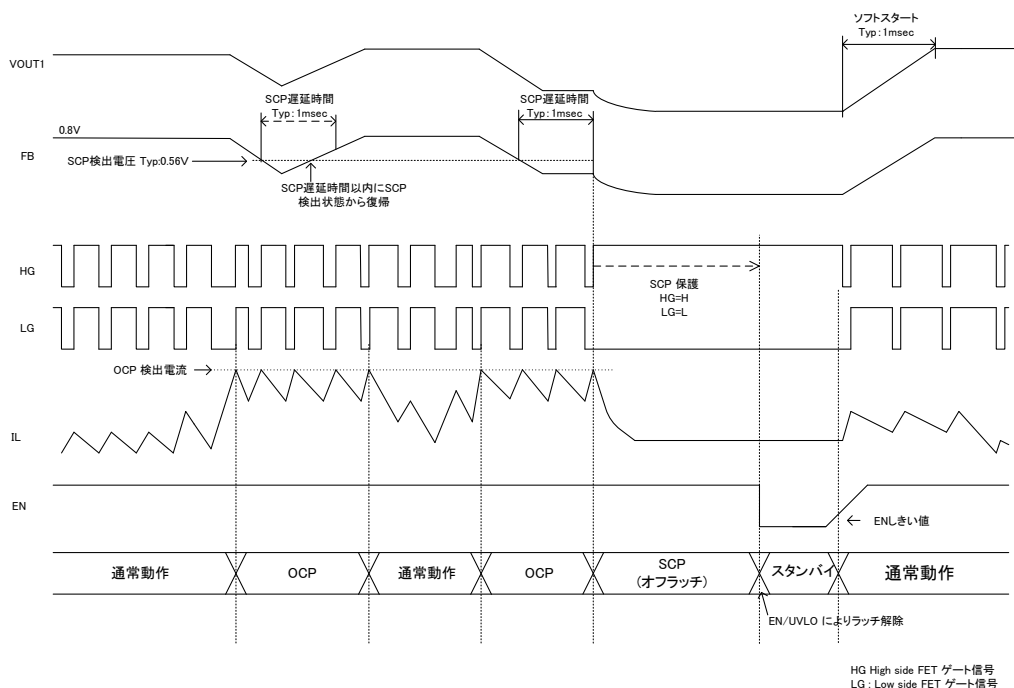 ソフトスタート
Typ:1msec
VOUT1
SCP遅延時間
Typ:1msec
SCP遅延時間
Typ:1msec
0.8V
FB
SCP検出電圧 Typ:0.56V
SCP遅延時間以内にSCP
検出状態から復帰
HG
SCP 保護
HG=H
LG=L
LG
OCP 検出電流
IL
EN
ENしきい値
通常動作
OCP
通常動作
OCP
SCP
(オフラッチ)
スタンバイ
通常動作
EN/UVLO によりラッチ解除
HG High side FET ゲート信号
LG : Low side FET ゲート信号